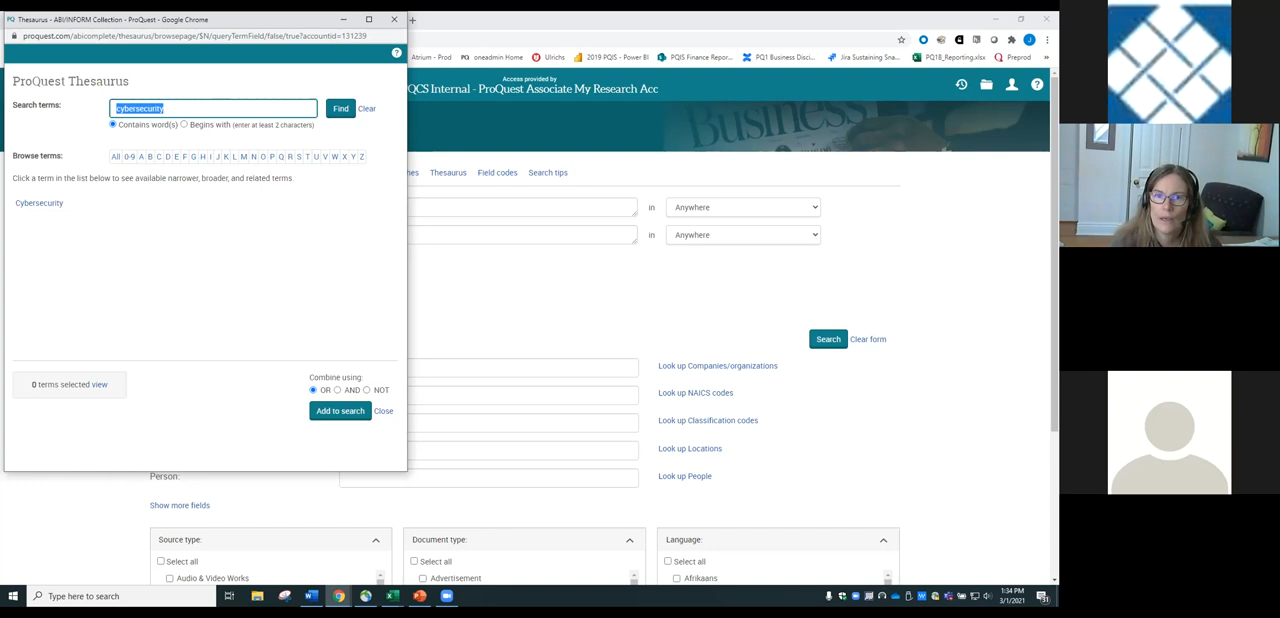 Thesaurus - ABI/INFORM Collection - ProQuest - Google Chrome
proquest.com/abicomplete/thesaurus/browsepage/$N/queryTermField/false/true?accountid=131239
ProQuest Thesaurus
Search terms:
cybersecurity
Find
Clear
Contains word(s)
Begins with (enter at least 2 characters)
Browse terms:
All 0-9 A B C D E F G H I J K L M N O P Q R S T U V W X Y Z
Click a term in the list below to see available narrower, broader, and related terms.
Cybersecurity
0 terms selected view
Combine using:
OR AND NOT
Add to search
Close
Atrium - Prod
oneadmin Home
Ulrichs
2019 PQIS - Power BI
PQIS Finance Repor...
PQ1 Business Disc...
Jira Sustaining Sna...
PQ18_Reporting.xlsx
Preprod
Access provided by
QCS Internal - ProQuest Associate My Research Acc
Business
hes
Thesaurus
Field codes
Search tips
in
Anywhere
in
Anywhere
Search
Clear form
Look up Companies/organizations
Look up NAICS codes
Look up Classification codes
Look up Locations
Person:
Look up People
Show more fields
Source type:
Select all
Audio & Video Works
Document type:
Select all
Advertisement
Language:
Select all
Afrikaans
Type here to search
1:34 PM
3/1/2021